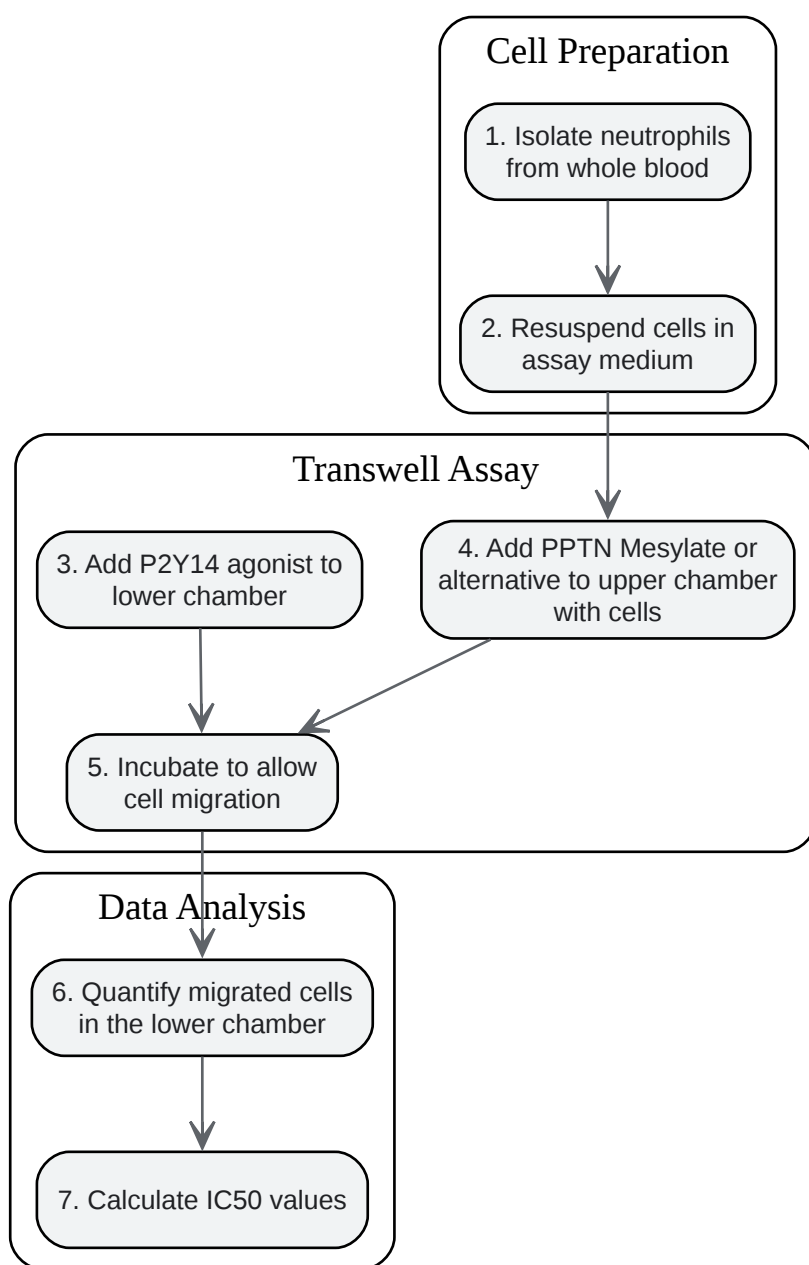 Cell Preparation
1. Isolate neutrophils
from whole blood
2. Resuspend cells in
assay medium
Transwell Assay
3. Add P2Y14 agonist to
lower chamber
4. Add PPTN Mesylate or
alternative to upper chamber
with cells
5. Incubate to allow
cell migration
Data Analysis
6. Quantify migrated cells
in the lower chamber
7. Calculate IC50 values